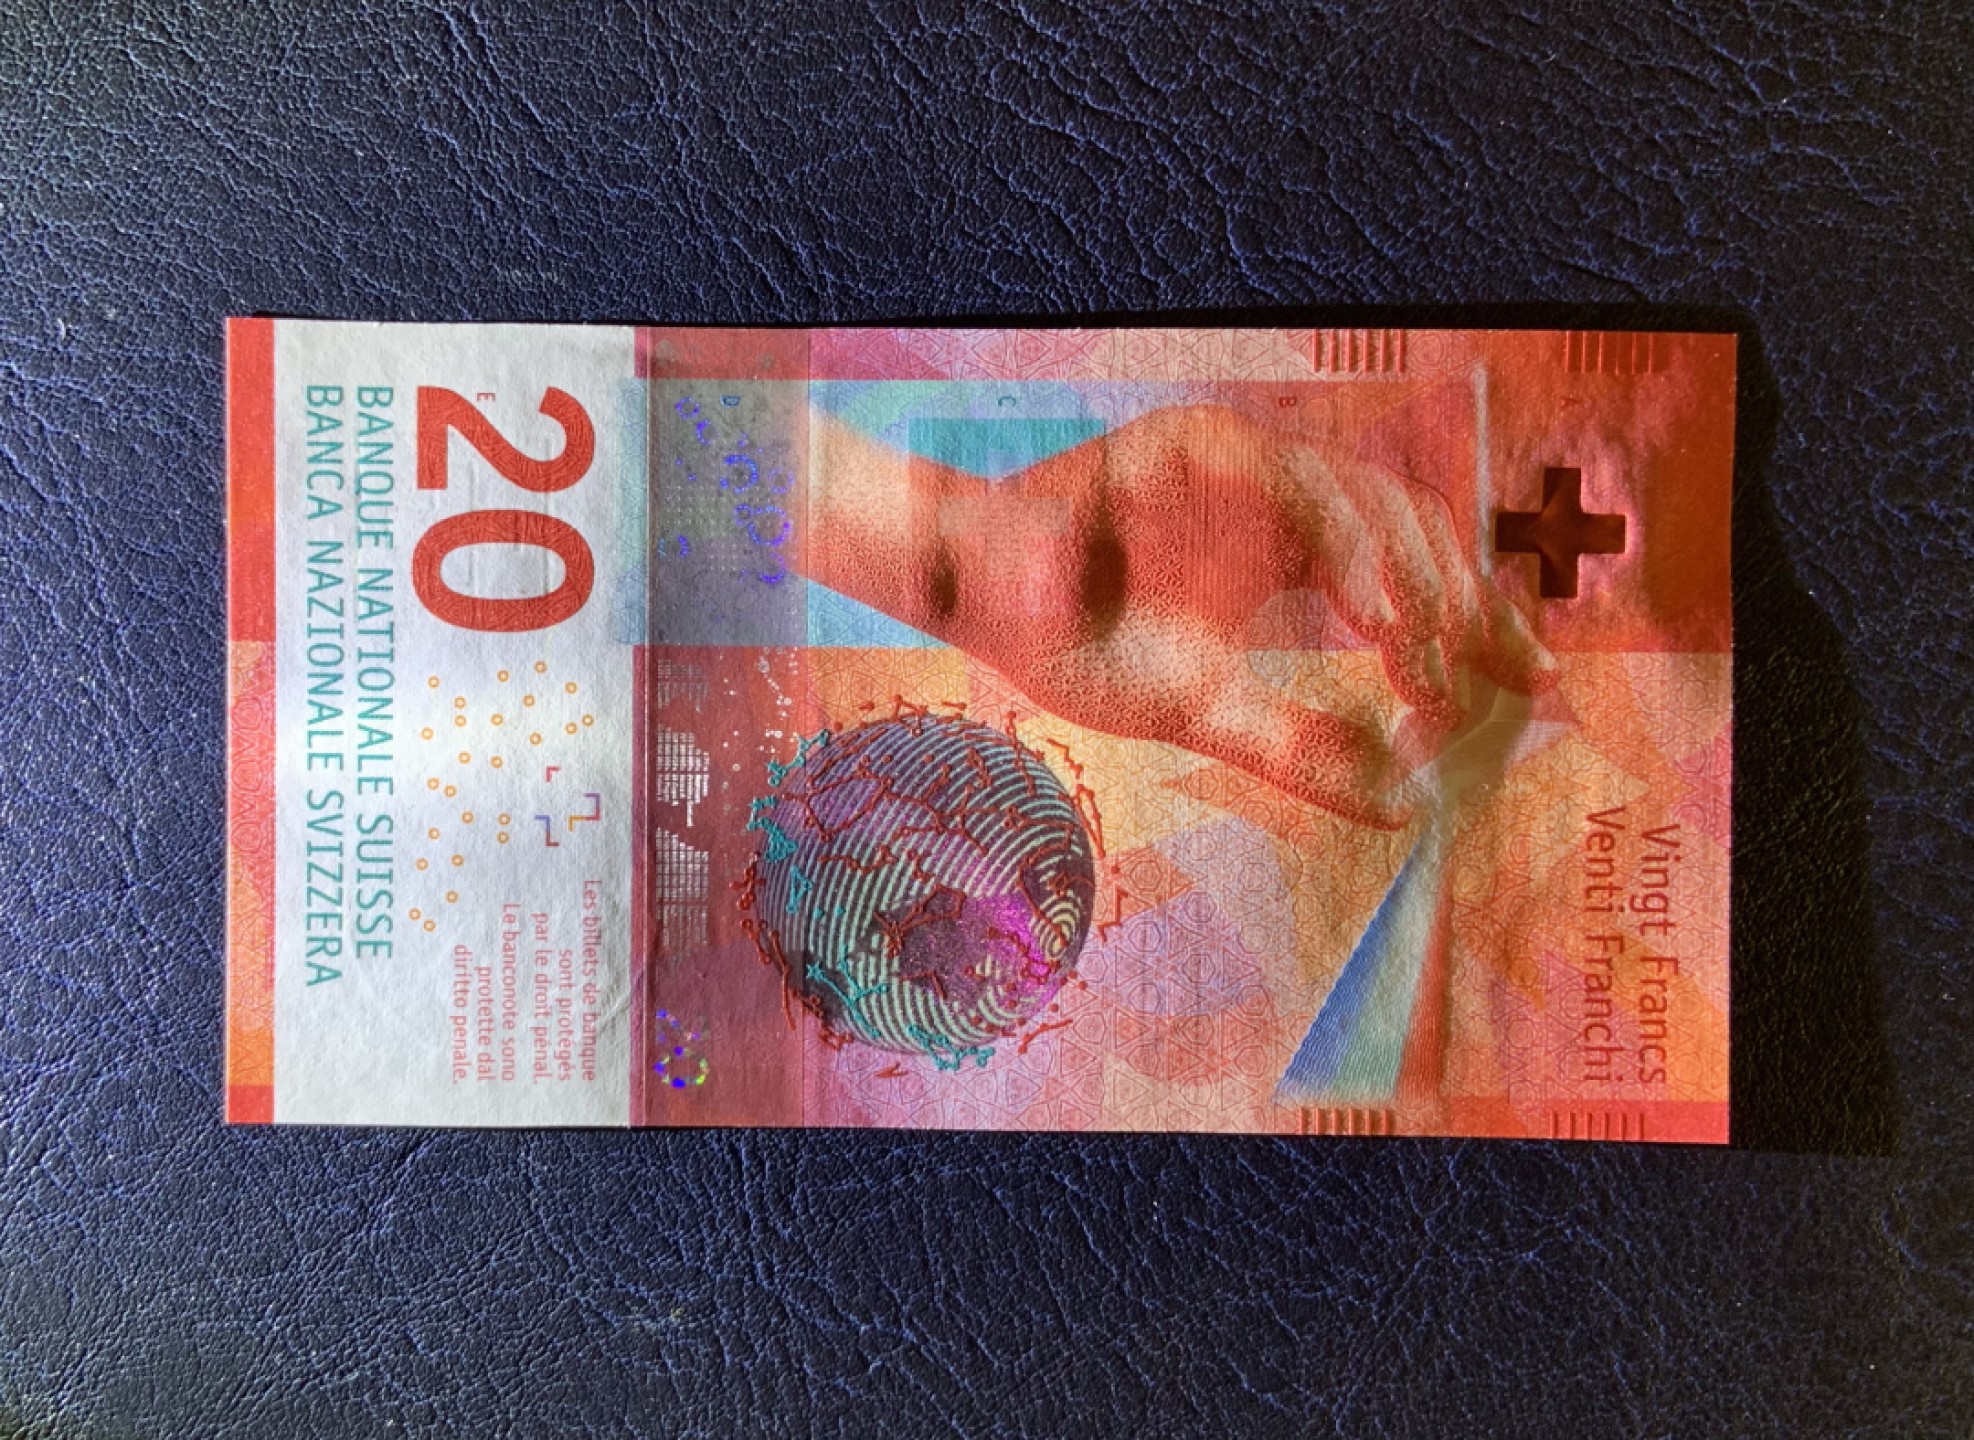 Vingt Francs
Venti Franchi
A
B
C
D
E
20
Les billets de banque
sont protégés
par le droit pénal.
Le banconote sono
protette dal
diritto penale.
BANQUE NATIONALE SUISSE
BANCA NAZIONALE SVIZZERA